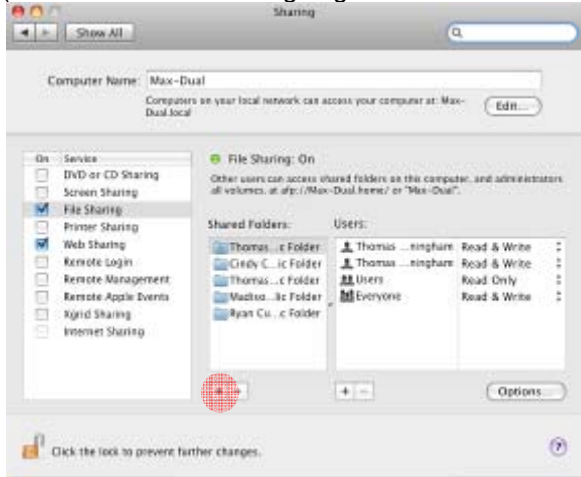 Sharing
Show All
Computer Name: Max-Dual
Computers on your local network can access your computer at: Max-
Dual.local
Edit...
On Service
DVD or CD Sharing
Screen Sharing
File Sharing
Printer Sharing
Web Sharing
Remote Login
Remote Management
Remote Apple Events
Xgrid Sharing
Internet Sharing
File Sharing: On
Other users can access shared folders on this computer, and administrators
all volumes, at afp://Max-Dual.home/ or "Max-Dual".
Shared Folders:
Thomas...c Folder
Cindy C...ic Folder
Thomas...c Folder
Madiso...lic Folder
Ryan Cu...c Folder
Users:
Thomas ...ningham Read & Write
Thomas ...ningham Read & Write
Users Read Only
Everyone Read & Write
+ −
Options...
Click the lock to prevent further changes.
?